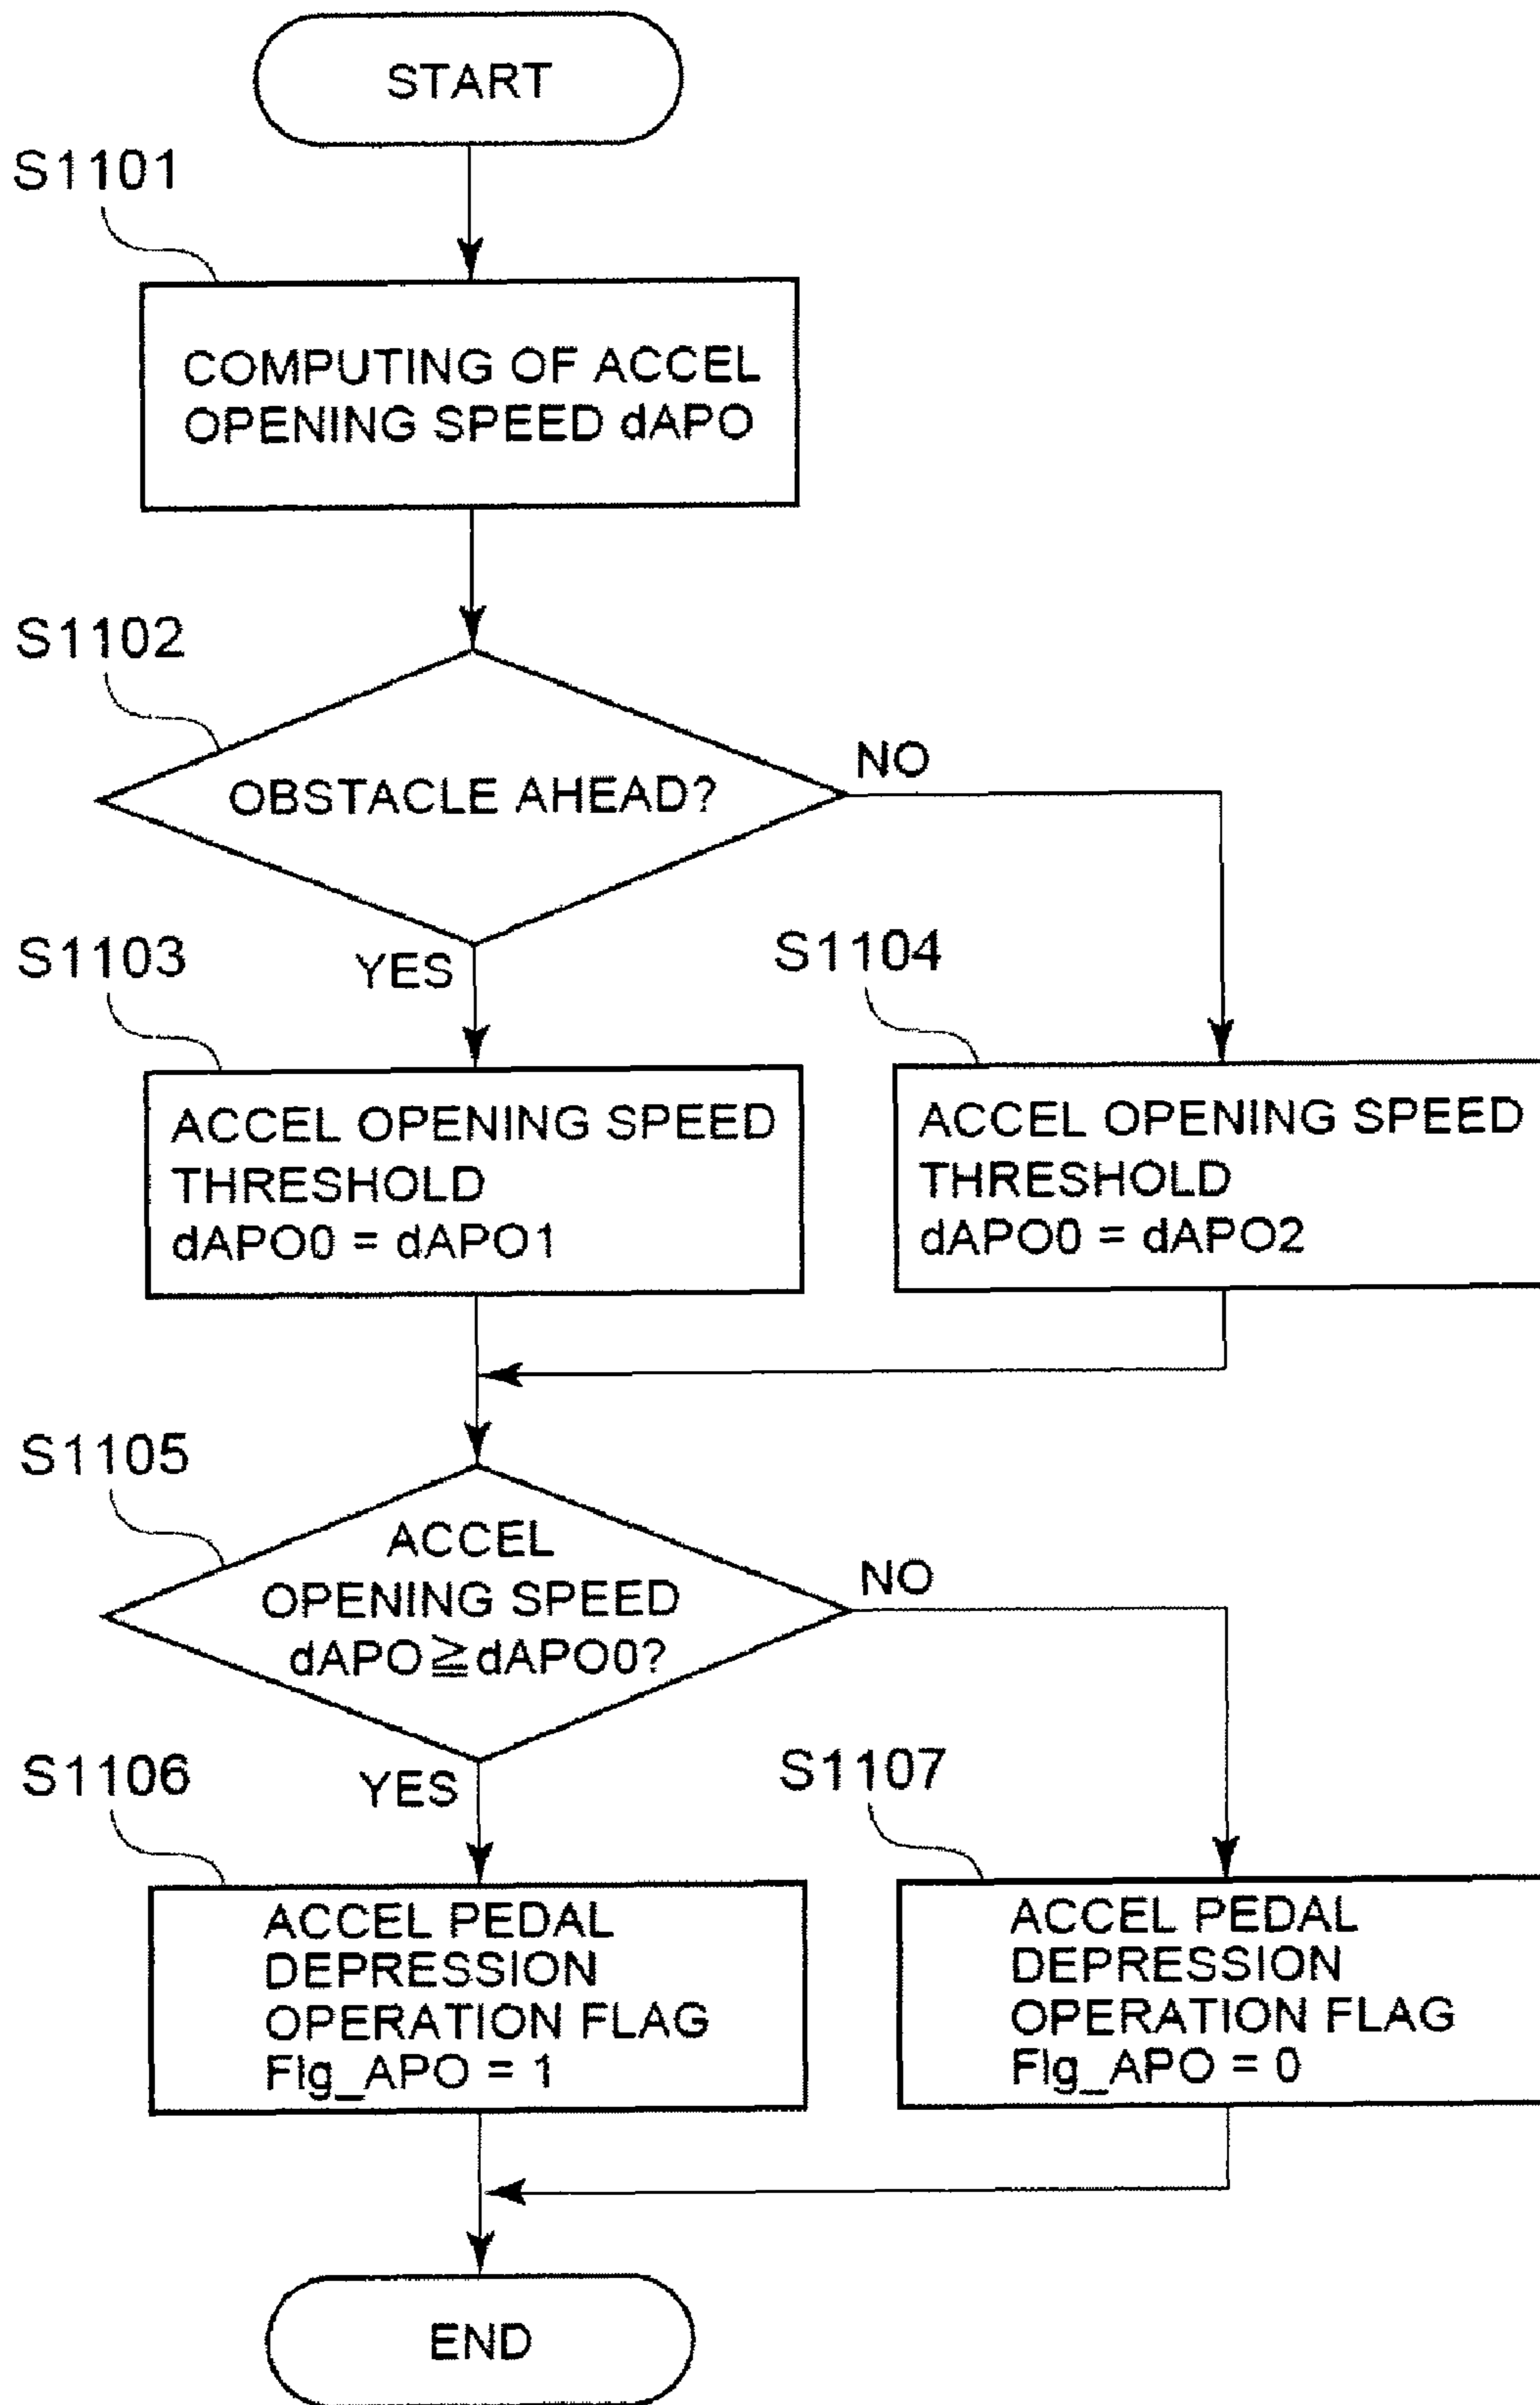 START
S1101
COMPUTING OF ACCEL
OPENING SPEED dAPO
S1102
OBSTACLE AHEAD?
NO
YES
S1103
ACCEL OPENING SPEED
THRESHOLD
dAPO0 = dAPO1
S1104
ACCEL OPENING SPEED
THRESHOLD
dAPO0 = dAPO2
S1105
ACCEL
OPENING SPEED
dAPO≧dAPO0?
NO
YES
S1106
ACCEL PEDAL
DEPRESSION
OPERATION FLAG
Flg_APO = 1
S1107
ACCEL PEDAL
DEPRESSION
OPERATION FLAG
Flg_APO = 0
END